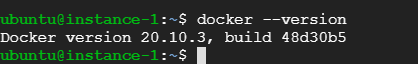 ubuntu@instance-1:~$ docker --version
Docker version 20.10.3, build 48d30b5
ubuntu@instance-1:~$